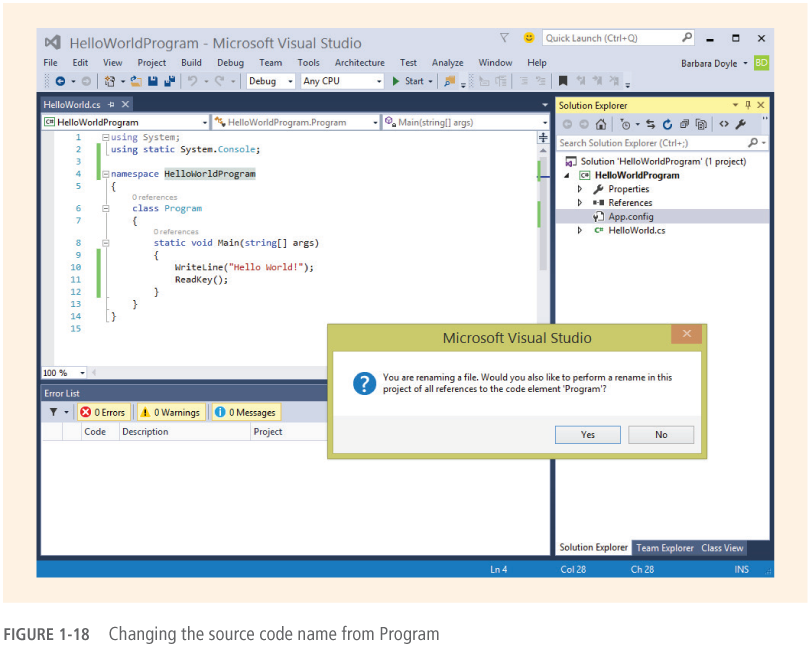 HelloWorldProgram - Microsoft Visual Studio
Quick Launch (Ctrl+Q)
File Edit View Project Build Debug Team Tools Architecture Test Analyze Window Help
Barbara Doyle BD
Debug Any CPU Start
HelloWorld.cs
HelloWorldProgram HelloWorldProgram.Program Main(string[] args)
1 using System;
2 using static System.Console;
3
4 namespace HelloWorldProgram
5 {
0 references
6 class Program
7 {
0 references
8 static void Main(string[] args)
9 {
10 WriteLine("Hello World!");
11 ReadKey();
12 }
13 }
14 }
15
100 %
Solution Explorer
Search Solution Explorer (Ctrl+;)
Solution 'HelloWorldProgram' (1 project)
C# HelloWorldProgram
Properties
References
App.config
C# HelloWorld.cs
Microsoft Visual Studio
You are renaming a file. Would you also like to perform a rename in this
project of all references to the code element 'Program'?
Yes No
Error List
0 Errors 0 Warnings 0 Messages
Code Description Project
Solution Explorer Team Explorer Class View
Ln 4 Col 28 Ch 28 INS
FIGURE 1-18 Changing the source code name from Program